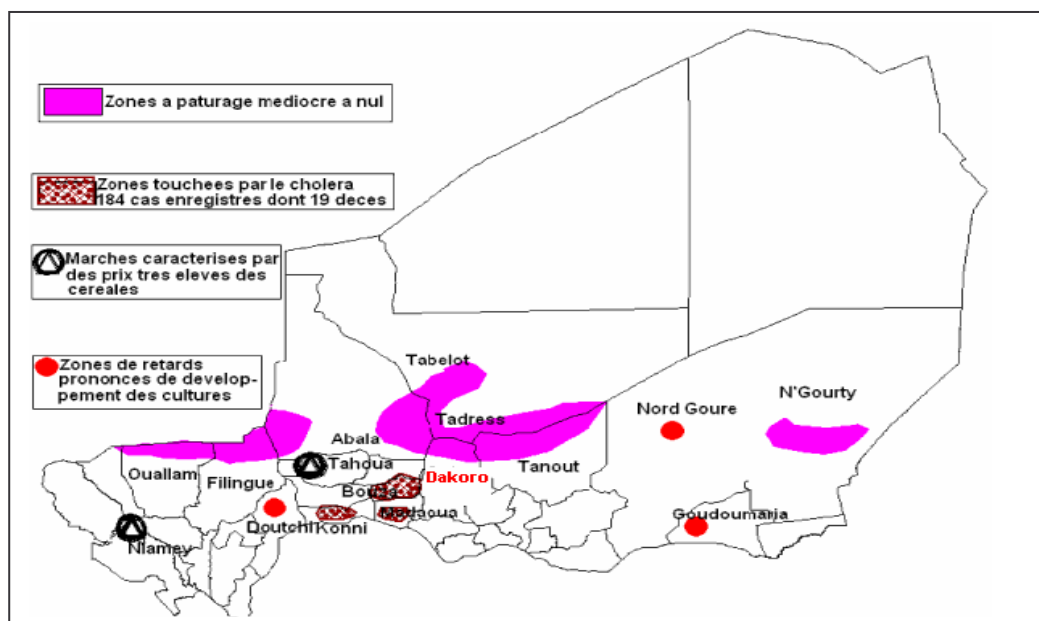 Zones a paturage mediocre a nul
Zones touchees par le cholera
184 cas enregistres dont 19 deces
Marches caracterises par
des prix tres eleves des
cereales
Zones de retards
prononces de develop-
pement des cultures
Tabelot
N'Gourty
Nord Goure
Tadress
Abala
Ouallam
Tahoua
Tanout
Filingue
Dakoro
Bouza
Madaoua
Goudoumaria
Doutchi
Konni
Niamey